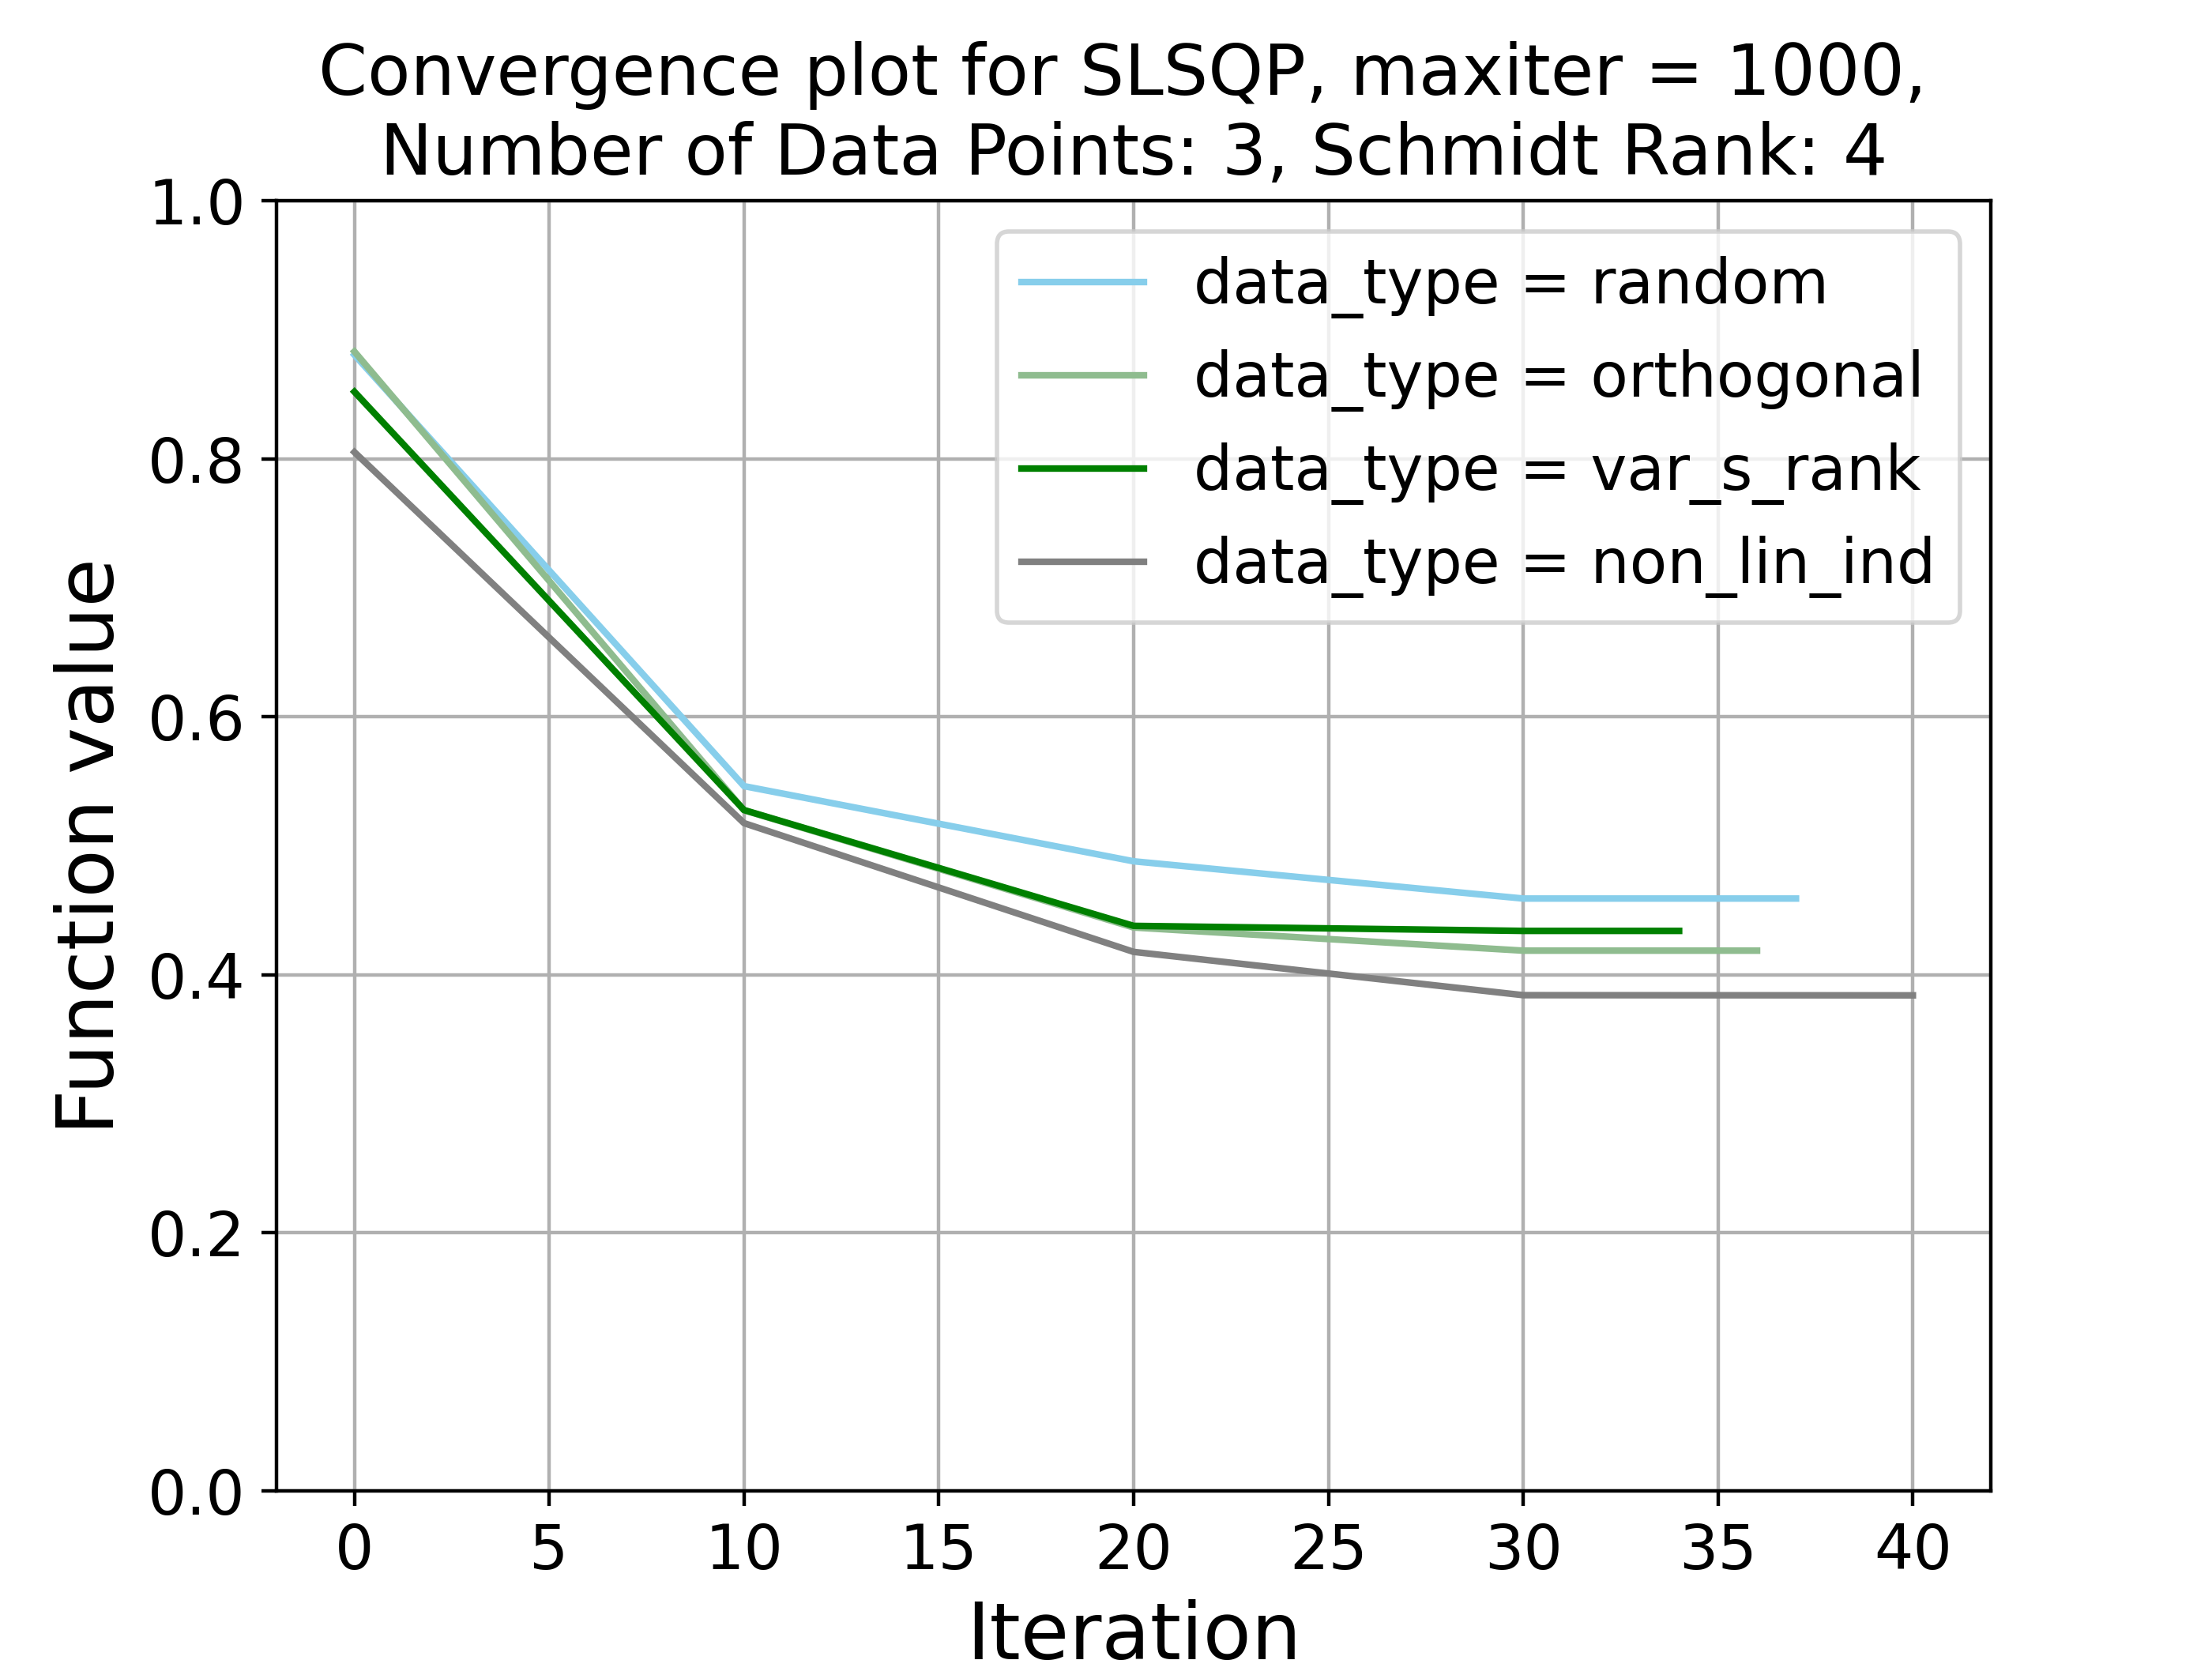 Convergence plot for SLSQP, maxiter = 1000,
Number of Data Points: 3, Schmidt Rank: 4
data_type = random
data_type = orthogonal
data_type = var_s_rank
data_type = non_lin_ind
Function value
1.0
0.8
0.6
0.4
0.2
0.0
0 5 10 15 20 25 30 35 40
Iteration